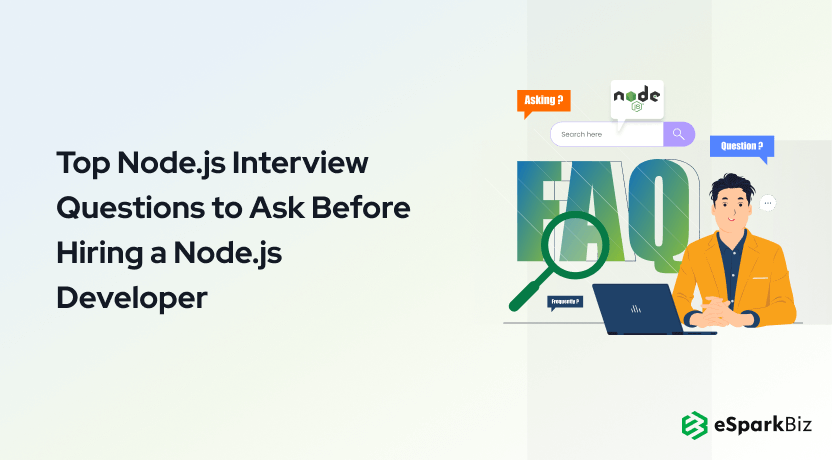 Top Node.js Interview
Questions to Ask Before
Hiring a Node.js
Developer
Asking ?
node
Search here
Question ?
FAQ
Frequently ?
eSparkBiz